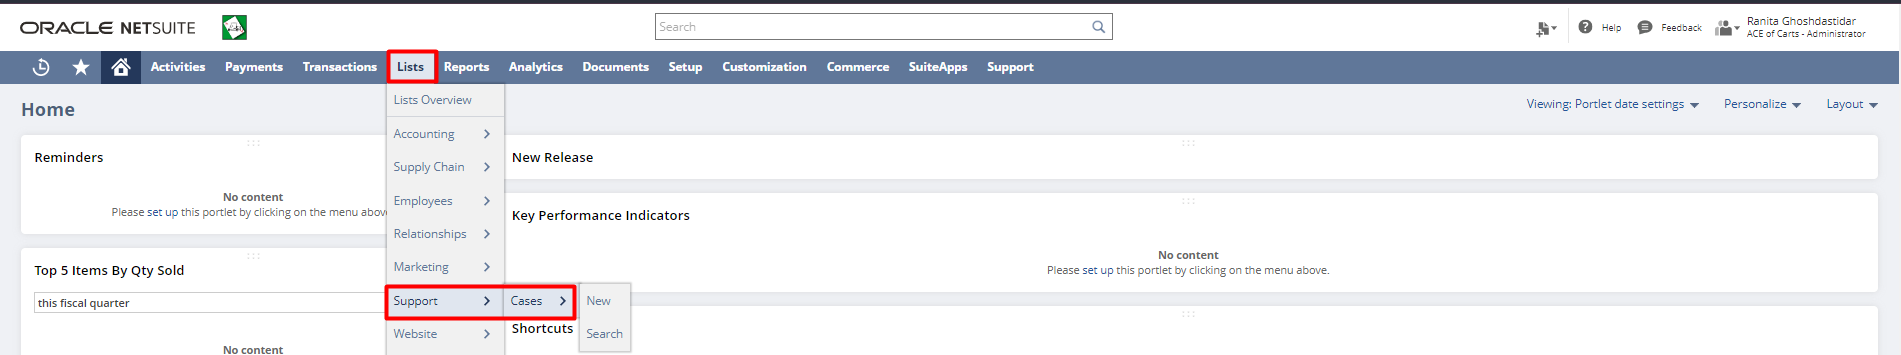 ORACLE NETSUITE
Search
Help
Feedback
Ranita Ghoshdastidar
ACE of Carts - Administrator
Activities Payments Transactions Lists Reports Analytics Documents Setup Customization Commerce SuiteApps Support
Home
Viewing: Portlet date settings
Personalize
Layout
Lists Overview
Accounting
Supply Chain
Employees
Relationships
Marketing
Support
Website
Cases
New
Search
Reminders
No content
Please set up this portlet by clicking on the menu above
Top 5 Items By Qty Sold
this fiscal quarter
No content
New Release
Key Performance Indicators
No content
Please set up this portlet by clicking on the menu above.
Shortcuts